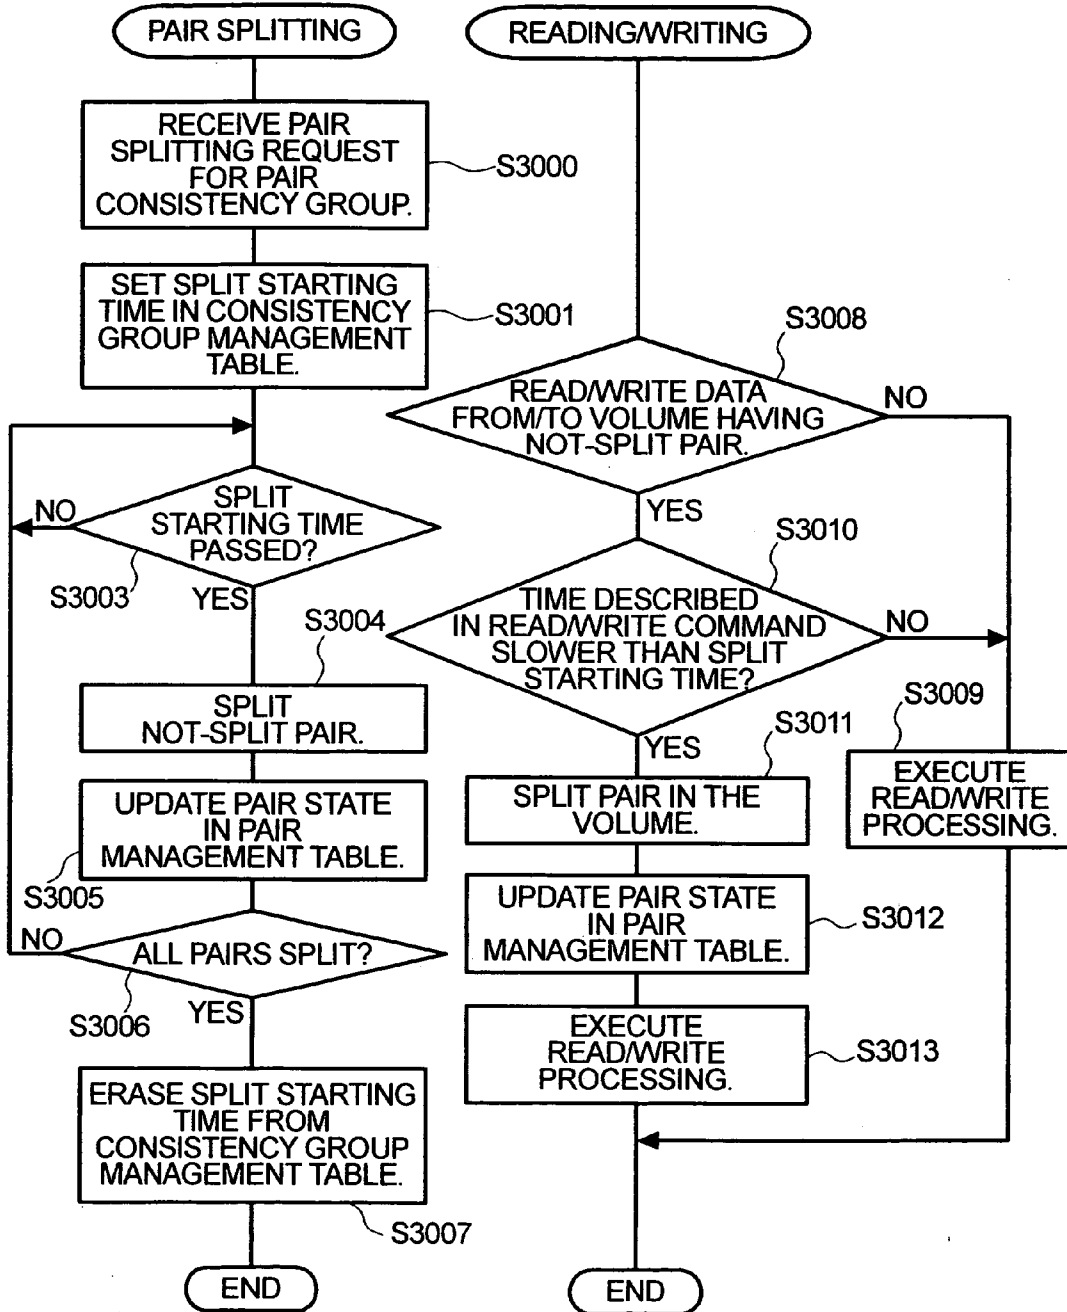 PAIR SPLITTING
RECEIVE PAIR
SPLITTING REQUEST
FOR PAIR
CONSISTENCY GROUP.
S3000
SET SPLIT STARTING
TIME IN CONSISTENCY
GROUP MANAGEMENT
TABLE.
S3001
NO
SPLIT
STARTING TIME
PASSED?
S3003
YES
S3004
SPLIT
NOT-SPLIT PAIR.
UPDATE PAIR STATE
IN PAIR
MANAGEMENT TABLE.
S3005
NO
ALL PAIRS SPLIT?
S3006
YES
ERASE SPLIT STARTING
TIME FROM
CONSISTENCY GROUP
MANAGEMENT TABLE.
S3007
END
READING/WRITING
S3008
READ/WRITE DATA
FROM/TO VOLUME HAVING
NOT-SPLIT PAIR.
NO
YES
S3010
TIME DESCRIBED
IN READ/WRITE COMMAND
SLOWER THAN SPLIT
STARTING TIME?
NO
YES
S3009
EXECUTE
READ/WRITE
PROCESSING.
S3011
SPLIT PAIR IN THE
VOLUME.
UPDATE PAIR STATE
IN PAIR
MANAGEMENT TABLE.
S3012
EXECUTE
READ/WRITE
PROCESSING.
S3013
END